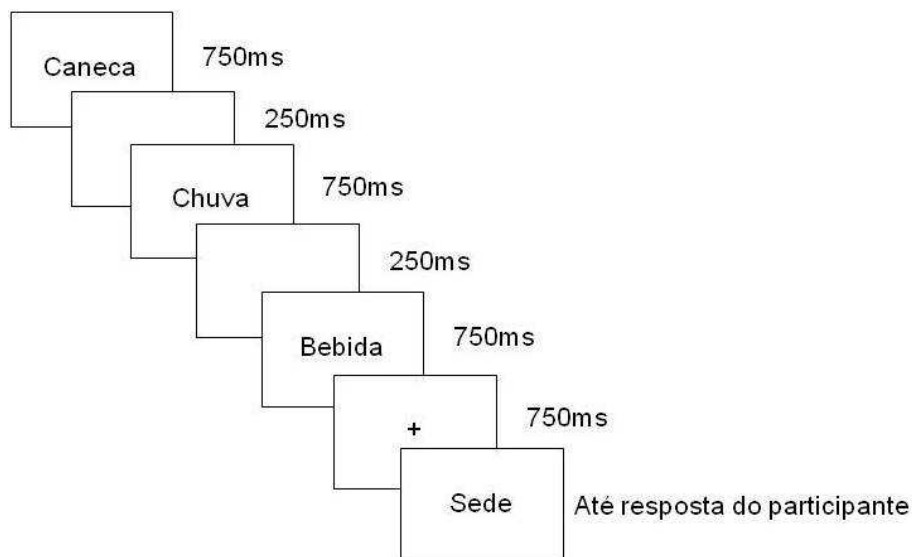 Caneca
750ms
250ms
Chuva
750ms
250ms
Bebida
750ms
+
750ms
Sede
Até resposta do participante